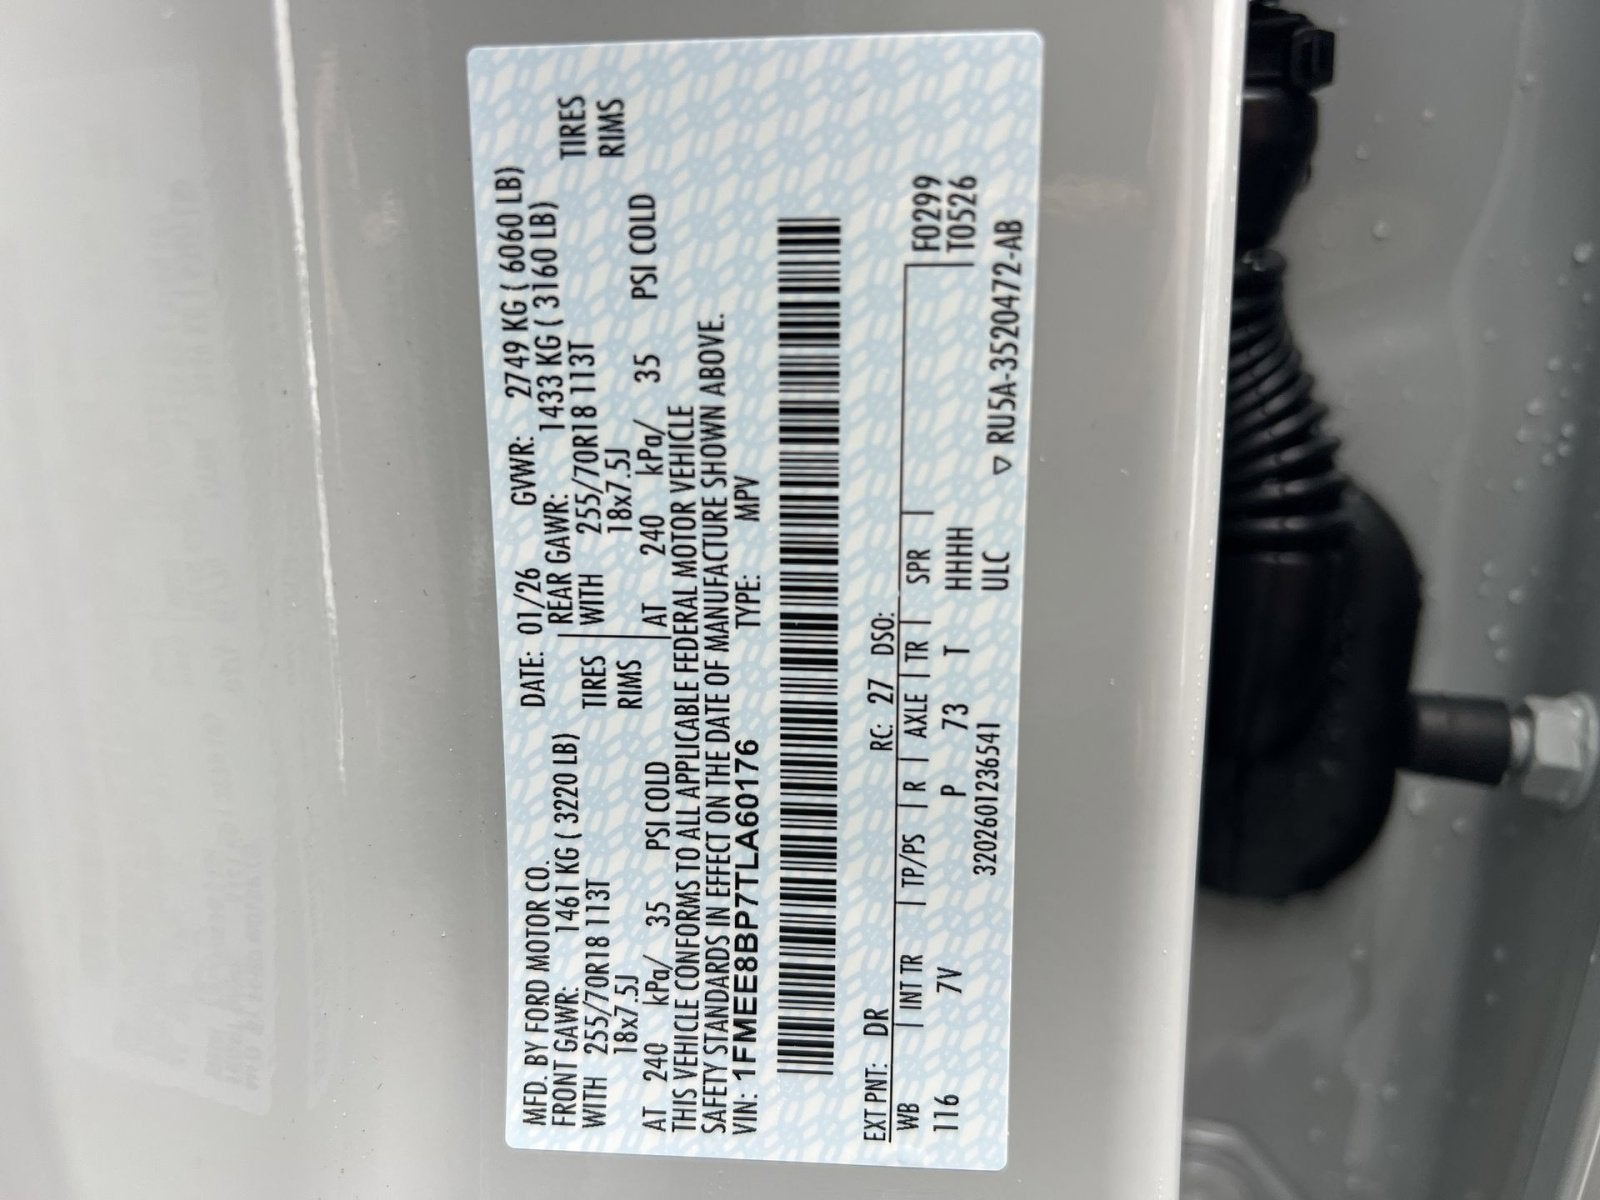 MFD. BY FORD MOTOR CO. DATE: 01/26 GVWR: 2749 KG ( 6060 LB)
FRONT GAWR: 1461 KG ( 3220 LB) REAR GAWR: 1433 KG ( 3160 LB)
WITH 255/70R18 113T TIRES WITH 255/70R18 113T TIRES
18x7.5J RIMS 18x7.5J RIMS
AT 240 kPa/ 35 PSI COLD AT 240 kPa/ 35 PSI COLD
THIS VEHICLE CONFORMS TO ALL APPLICABLE FEDERAL MOTOR VEHICLE
SAFETY STANDARDS IN EFFECT ON THE DATE OF MANUFACTURE SHOWN ABOVE.
VIN: 1FMEE8BP7TLA60176 TYPE: MPV
EXT PNT: DR RC: 27 DSO:
WB INT TR TP/PS R AXLE TR SPR F0299
116 7V P 73 T HHHH T0526
3202601236541 ULC ▽ RU5A-3520472-AB